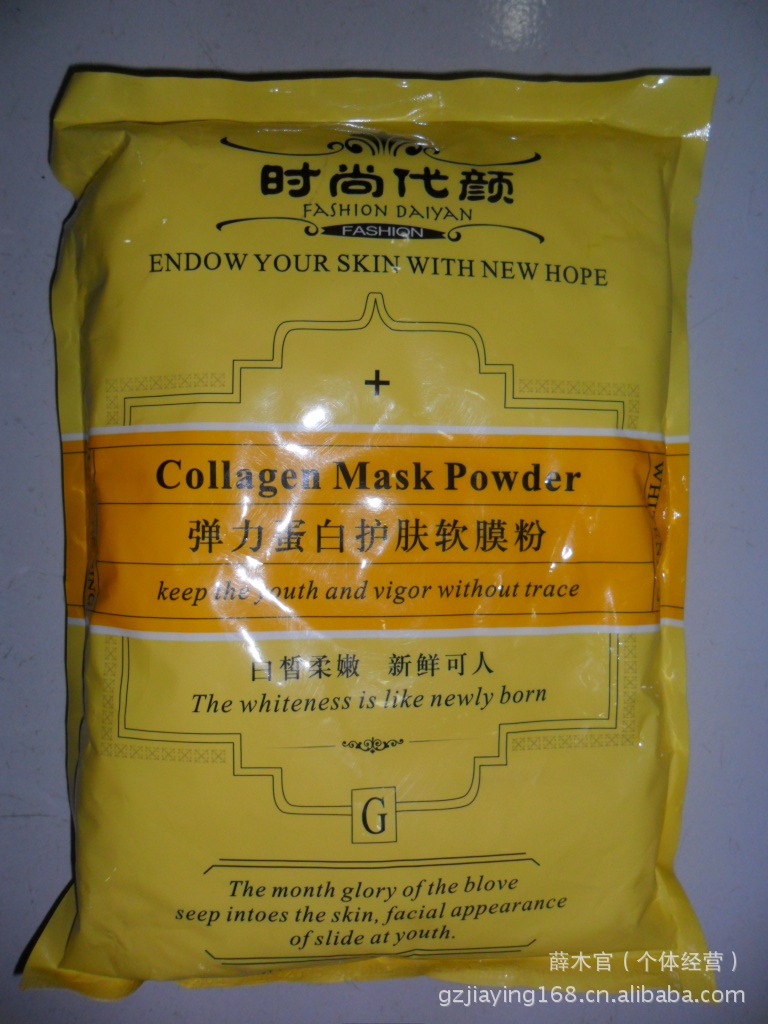 时尚代颜
FASHION DAIYAN
FASHION
ENDOW YOUR SKIN WITH NEW HOPE
+
Collagen Mask Powder
弹力蛋白护肤软膜粉
keep the youth and vigor without trace
白皙柔嫩 新鲜可人
The whiteness is like newly born
G
The month glory of the blove
seep intoes the skin, facial appearance
of slide at youth.
薛木官（个体经营）
gzjiaying168.cn.alibaba.com